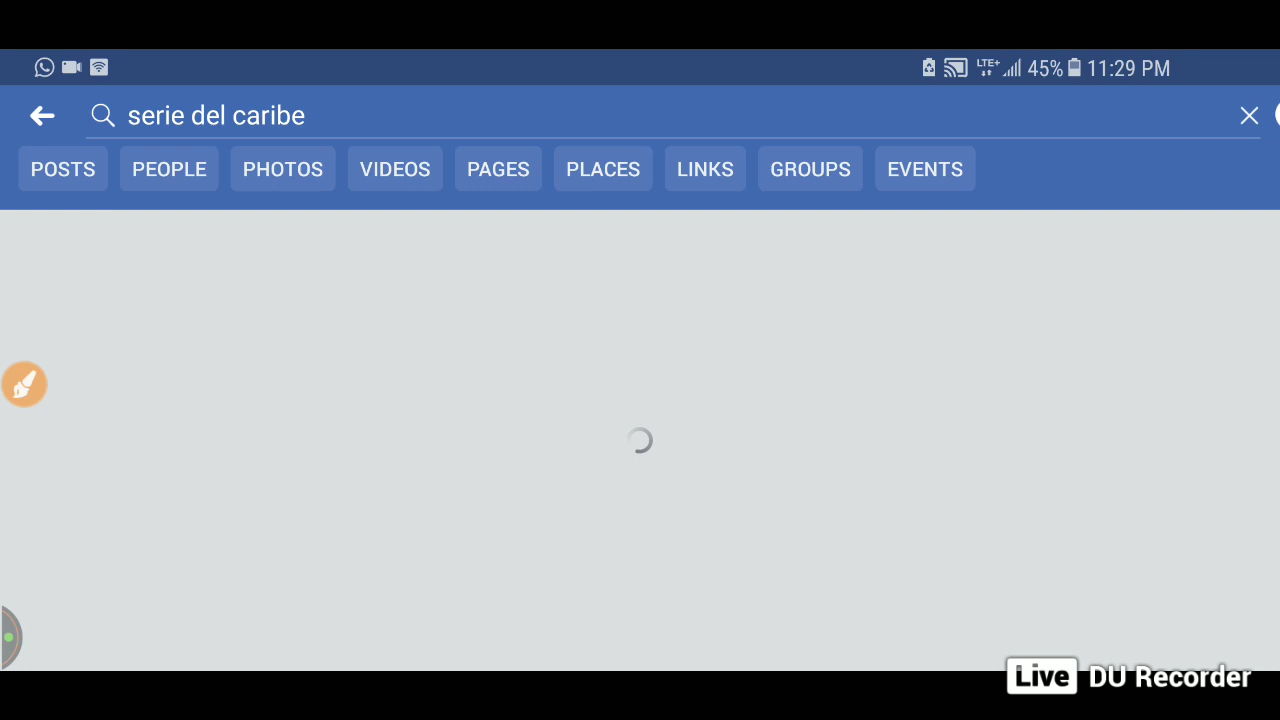 LTE+ 45% 11:29 PM
serie del caribe
POSTS PEOPLE PHOTOS VIDEOS PAGES PLACES LINKS GROUPS EVENTS
Live DU Recorder